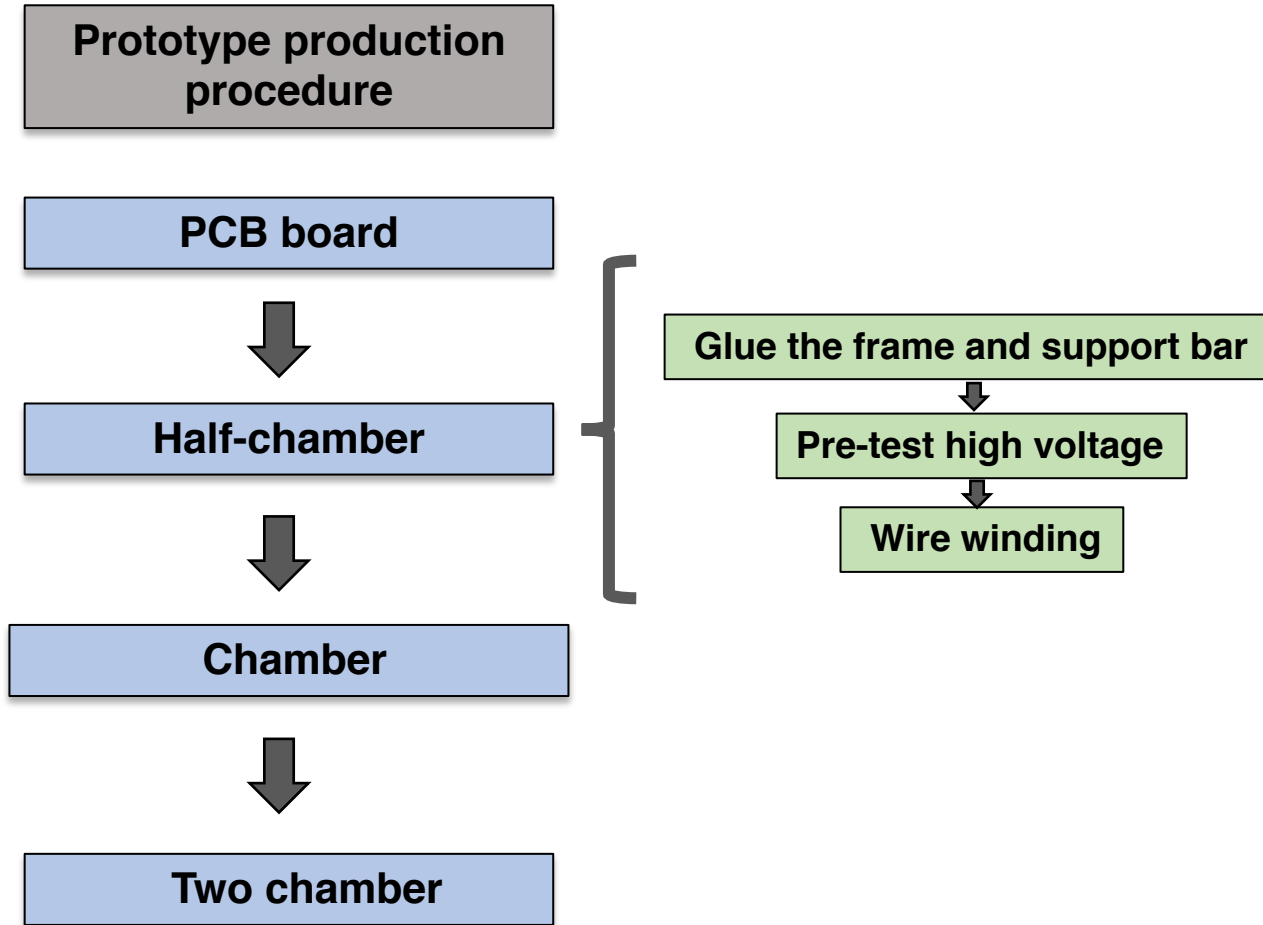 Prototype production
procedure
PCB board
Half-chamber
Glue the frame and support bar
Pre-test high voltage
Wire winding
Chamber
Two chamber